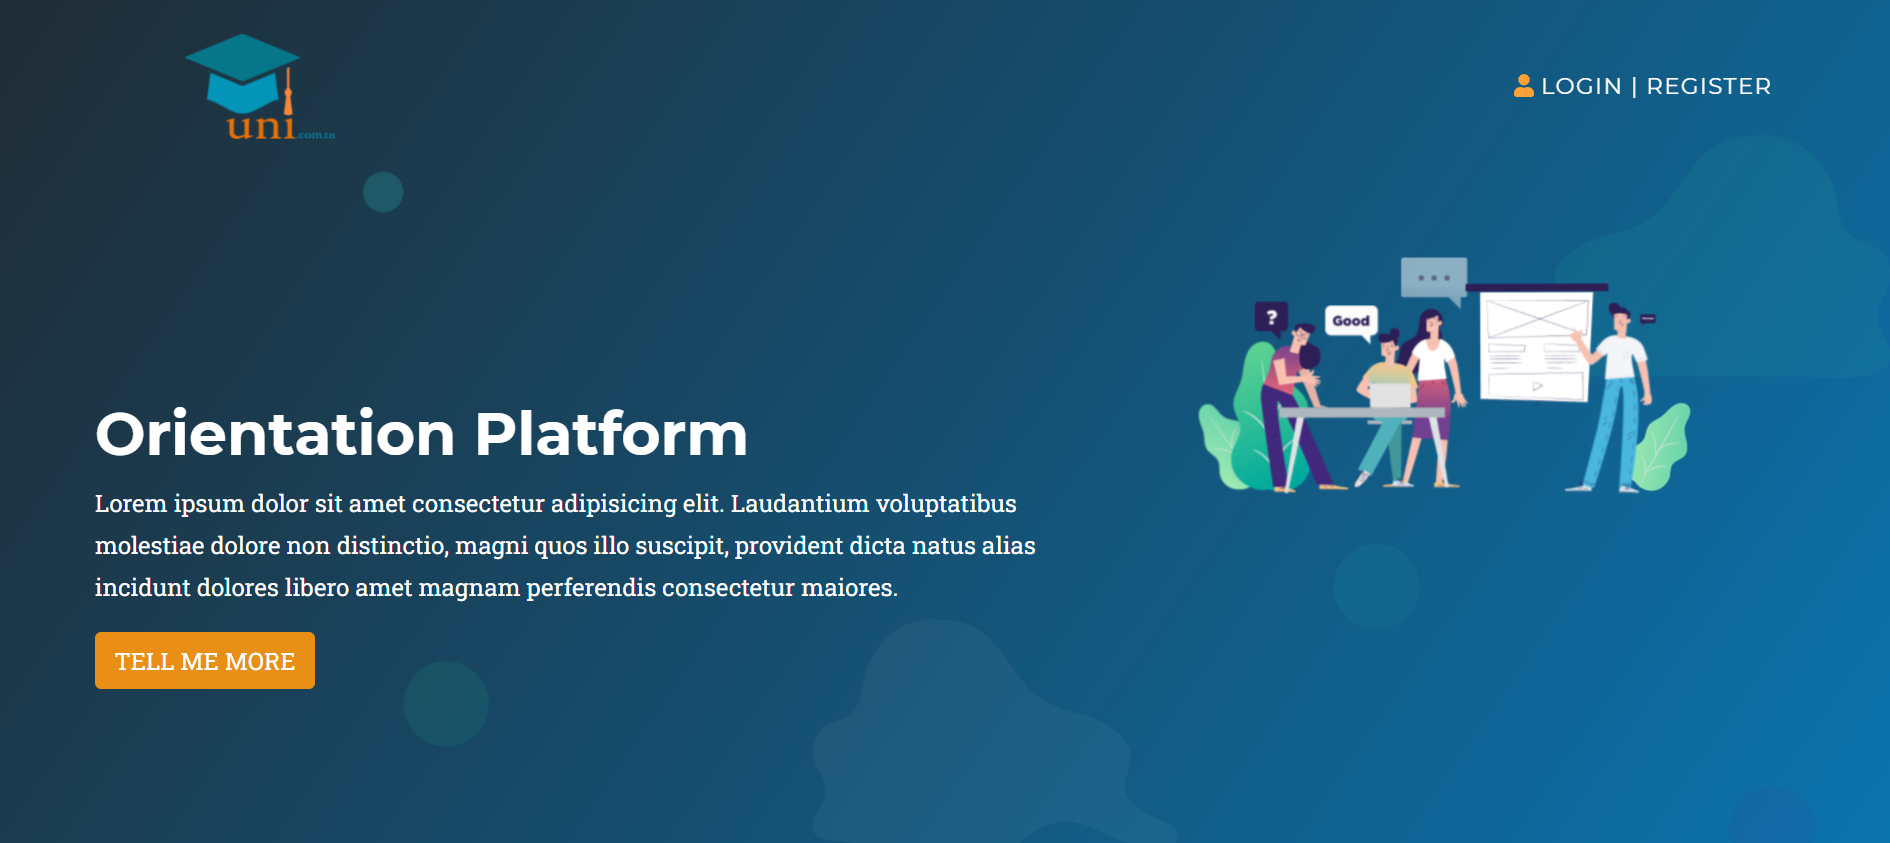 uni.com.tn
LOGIN | REGISTER
?
Good
Orientation Platform
Lorem ipsum dolor sit amet consectetur adipisicing elit. Laudantium voluptatibus
molestiae dolore non distinctio, magni quos illo suscipit, provident dicta natus alias
incidunt dolores libero amet magnam perferendis consectetur maiores.
TELL ME MORE